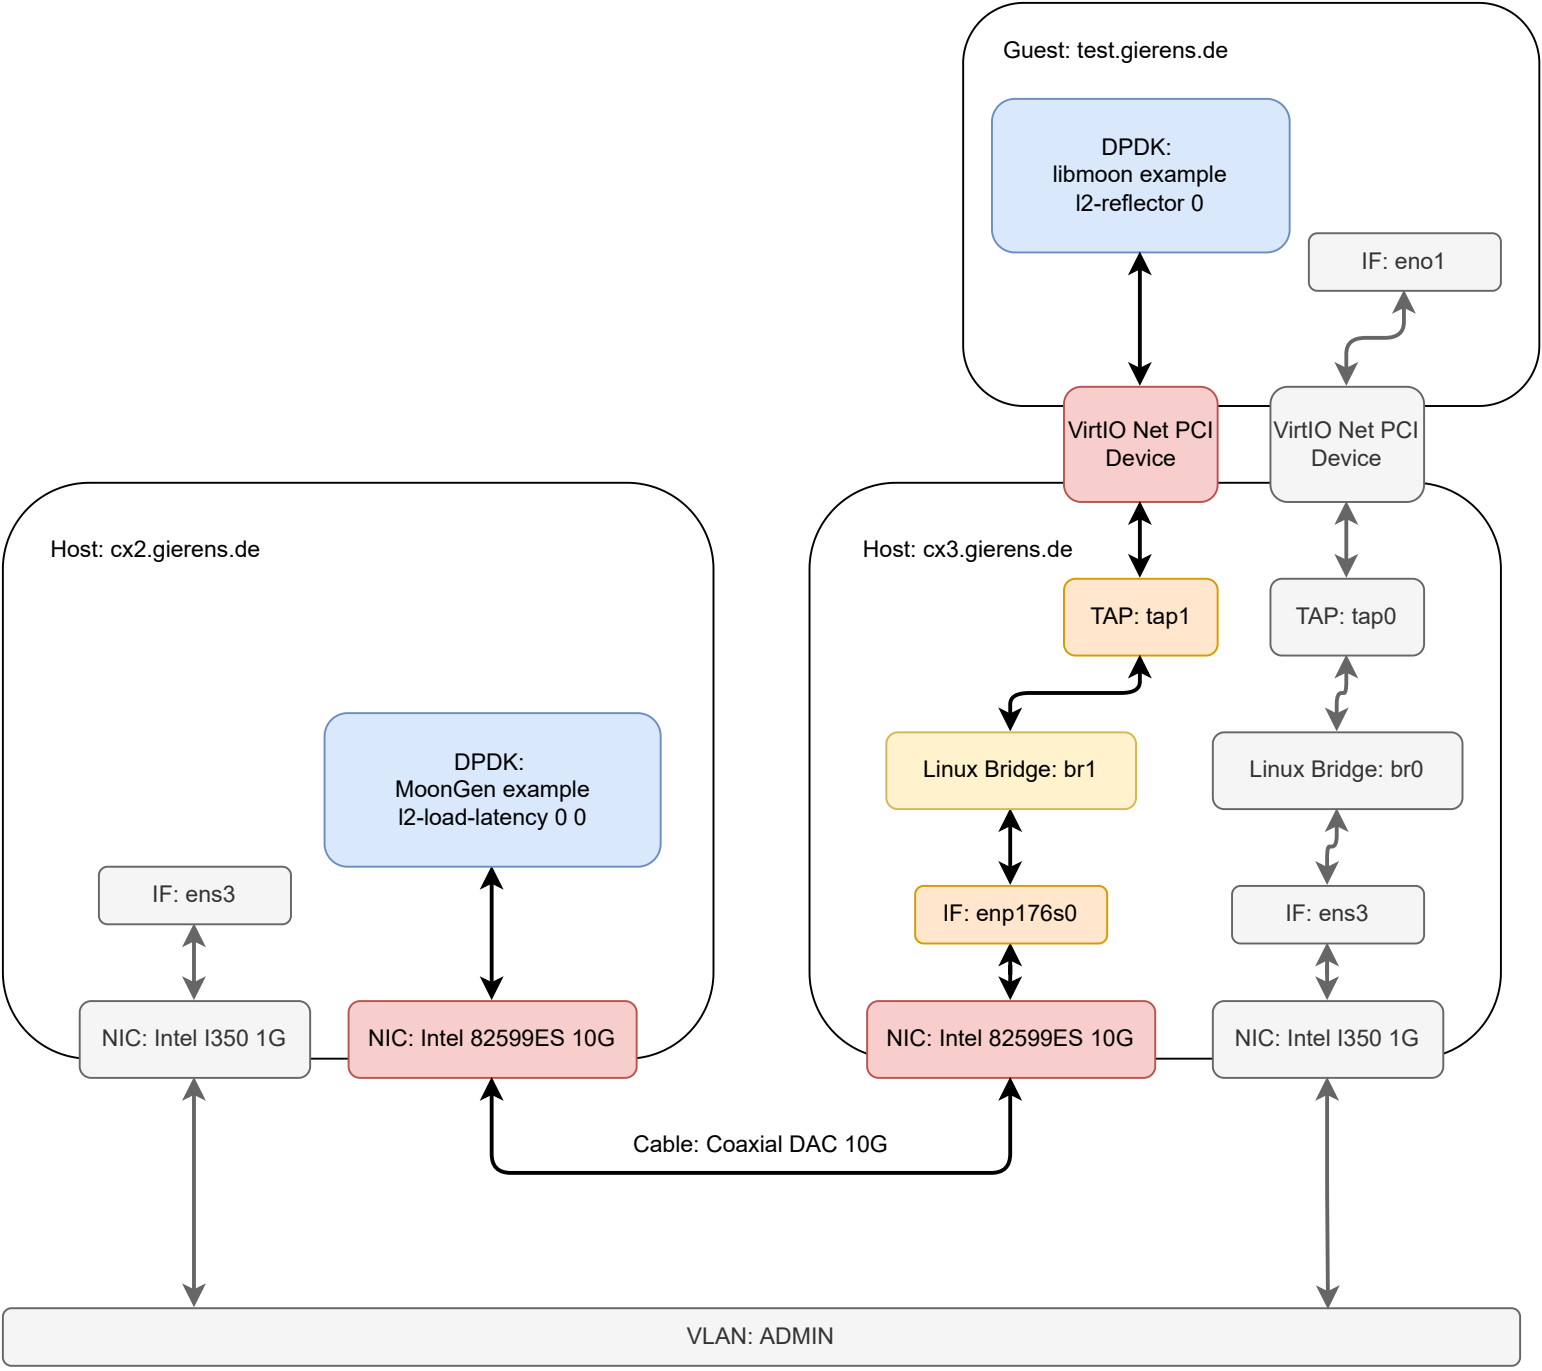 Guest: test.gierens.de
DPDK:
libmoon example
l2-reflector 0
IF: eno1
VirtIO Net PCI
Device
VirtIO Net PCI
Device
Host: cx2.gierens.de
Host: cx3.gierens.de
TAP: tap1
TAP: tap0
DPDK:
MoonGen example
l2-load-latency 0 0
Linux Bridge: br1
Linux Bridge: br0
IF: ens3
IF: enp176s0
IF: ens3
NIC: Intel I350 1G
NIC: Intel 82599ES 10G
NIC: Intel 82599ES 10G
NIC: Intel I350 1G
Cable: Coaxial DAC 10G
VLAN: ADMIN